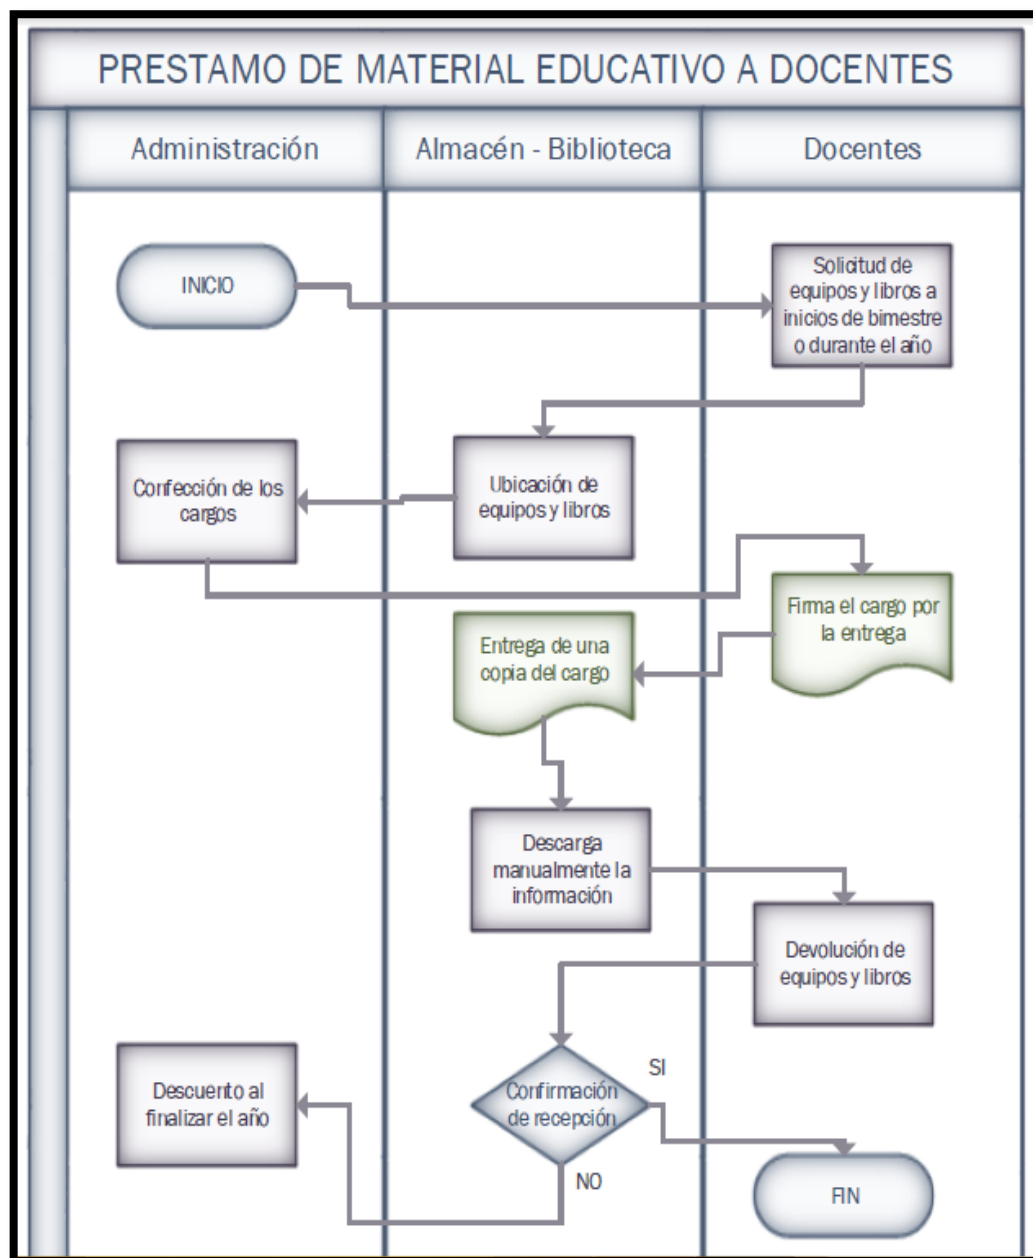 PRESTAMO DE MATERIAL EDUCATIVO A DOCENTES
Administración
Almacén - Biblioteca
Docentes
INICIO
Solicitud de
equipos y libros a
inicios de bimestre
o durante el año
Ubicación de
equipos y libros
Confección de los
cargos
Firma el cargo por
la entrega
Entrega de una
copia del cargo
Descarga
manualmente la
información
Devolución de
equipos y libros
Confirmación
de recepción
SI
NO
Descuento al
finalizar el año
FIN